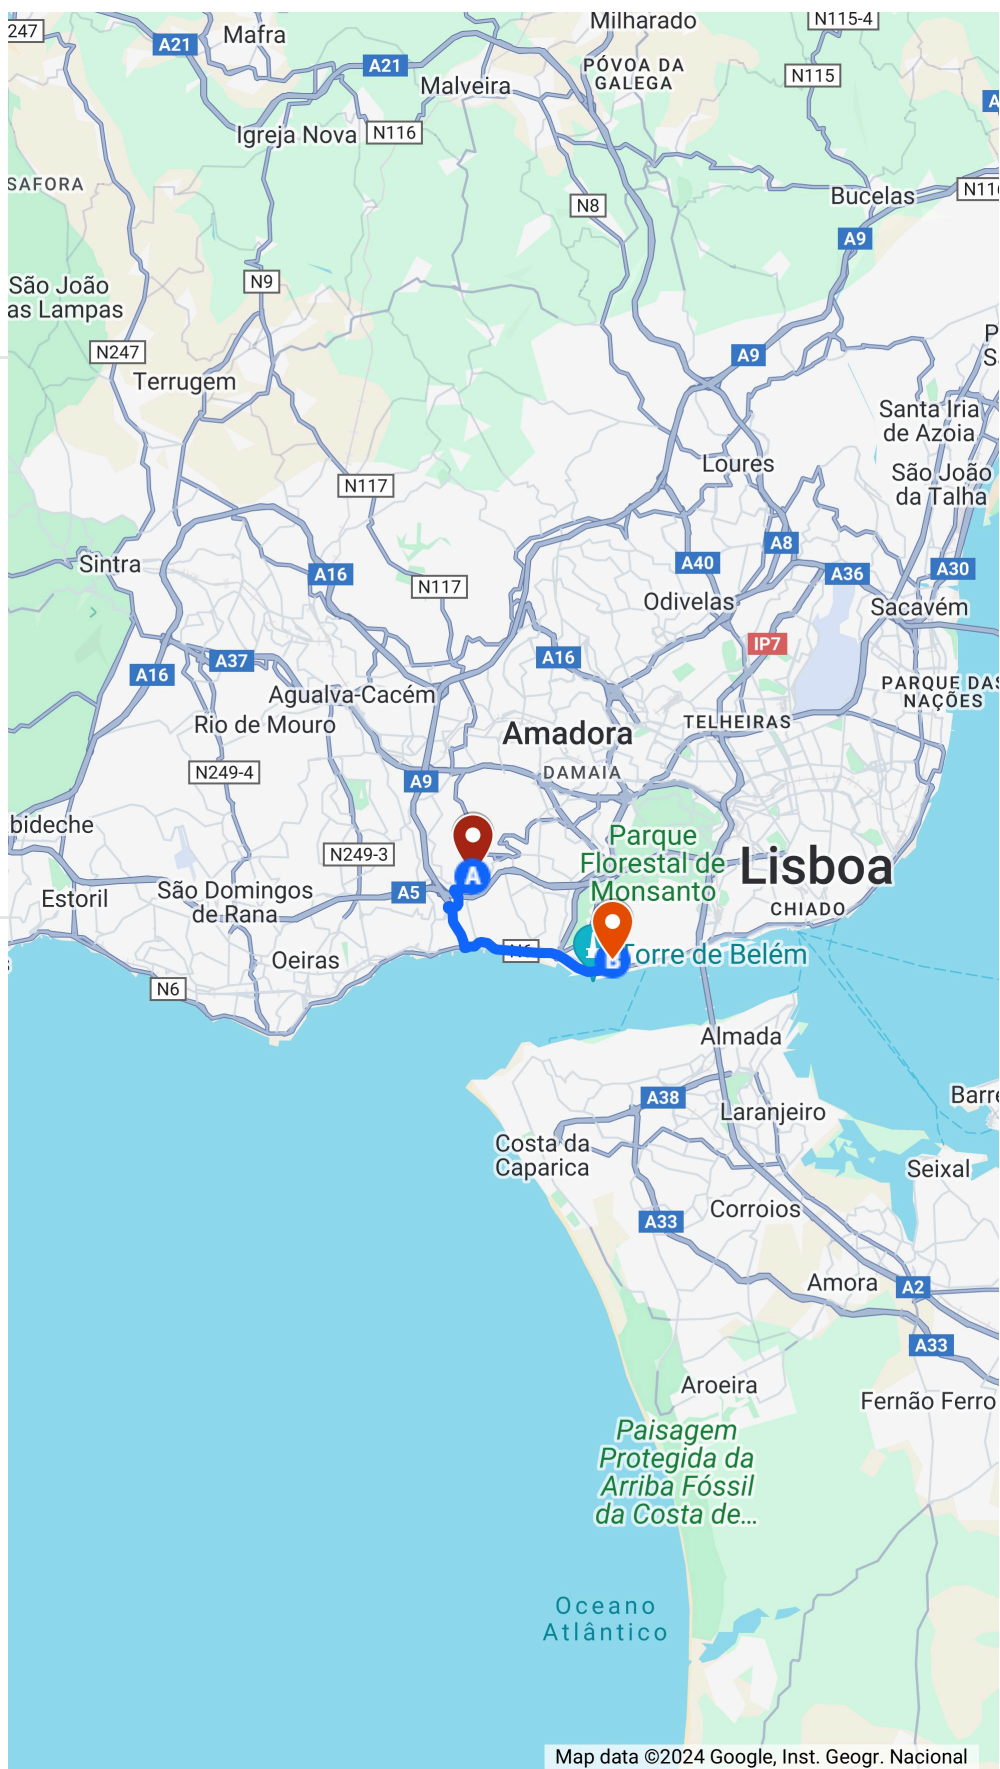 247
A21
Mafra
Milharado
N115-4
A21
PÓVOA DA
GALEGA
N115
Malveira
Igreja Nova
N116
SAFORA
N8
Bucelas
N116
A9
São João
as Lampas
N9
N247
A9
Terrugem
Santa Iria
de Azoia
Loures
São João
da Talha
N117
Sintra
A16
N117
A40
A8
A36
A30
Odivelas
Sacavém
IP7
A16
A16
A37
Agualva-Cacém
PARQUE DAS
NAÇÕES
Rio de Mouro
TELHEIRAS
Amadora
N249-4
A9
DAMAIA
bideche
Parque
Florestal de
Monsanto
N249-3
Lisboa
A
Estoril
São Domingos
de Rana
A5
CHIADO
Oeiras
N6
B
Torre de Belém
N6
Almada
A38
Laranjeiro
Barre
Costa da
Caparica
Seixal
Corroios
A33
Amora
A2
A33
Aroeira
Fernão Ferro
Paisagem
Protegida da
Arriba Fóssil
da Costa de...
Oceano
Atlântico
Map data ©2024 Google, Inst. Geogr. Nacional